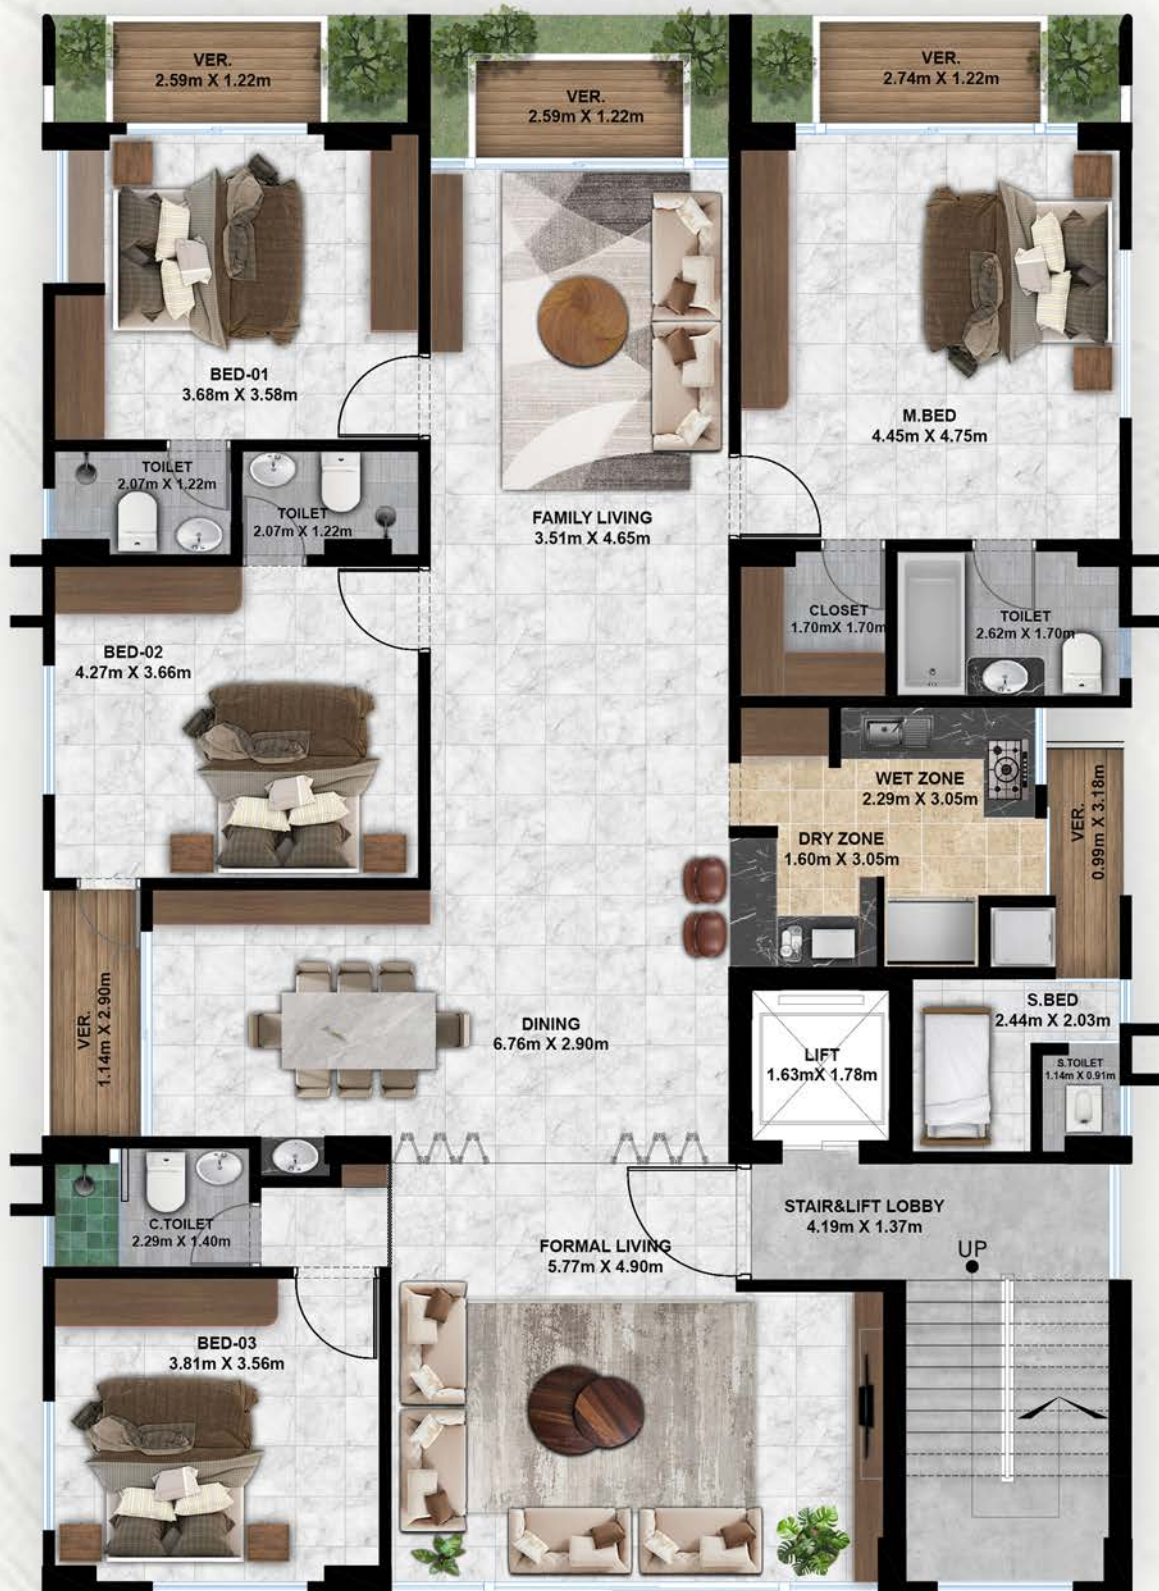 VER.
2.59m X 1.22m
VER.
2.59m X 1.22m
VER.
2.74m X 1.22m
BED-01
3.68m X 3.58m
M.BED
4.45m X 4.75m
TOILET
2.07m X 1.22m
TOILET
2.07m X 1.22m
FAMILY LIVING
3.51m X 4.65m
CLOSET
1.70mX 1.70m
TOILET
2.62m X 1.70m
BED-02
4.27m X 3.66m
WET ZONE
2.29m X 3.05m
DRY ZONE
1.60m X 3.05m
VER.
0.99m X 3.18m
VER.
1.14m X 2.90m
DINING
6.76m X 2.90m
LIFT
1.63mX 1.78m
S.BED
2.44m X 2.03m
S.TOILET
1.14m X 0.91m
C.TOILET
2.29m X 1.40m
STAIR&LIFT LOBBY
4.19m X 1.37m
UP
FORMAL LIVING
5.77m X 4.90m
BED-03
3.81m X 3.56m